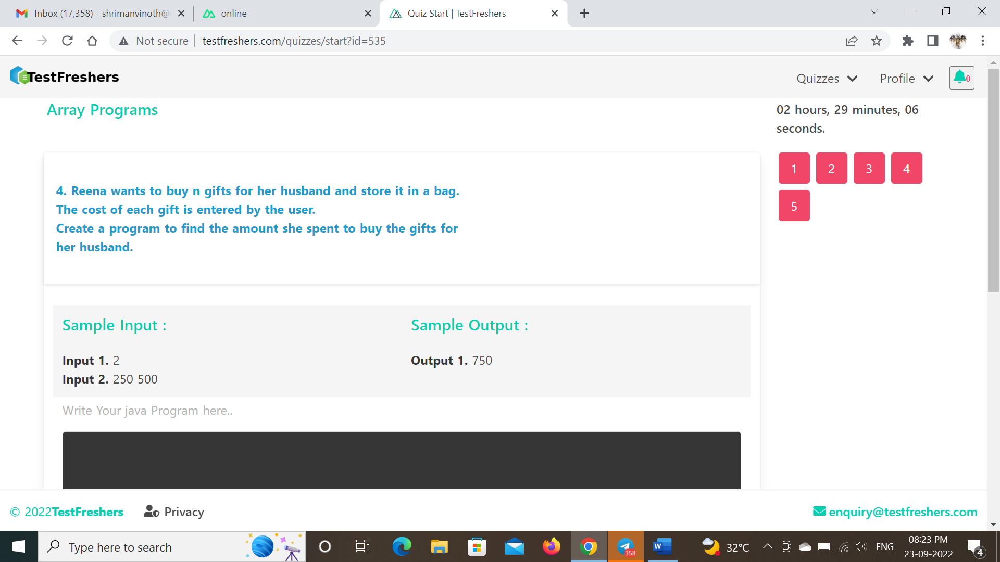 Inbox (17,358) - shrimanvinoth@
online
Quiz Start | TestFreshers
Not secure
testfreshers.com/quizzes/start?id=535
TestFreshers
Quizzes
Profile
0
Array Programs
02 hours, 29 minutes, 06
seconds.
1 2 3 4
5
4. Reena wants to buy n gifts for her husband and store it in a bag.
The cost of each gift is entered by the user.
Create a program to find the amount she spent to buy the gifts for
her husband.
Sample Input :
Sample Output :
Input 1. 2
Output 1. 750
Input 2. 250 500
Write Your java Program here..
© 2022TestFreshers
Privacy
enquiry@testfreshers.com
Type here to search
358
W
32°C
ENG
08:23 PM
23-09-2022
4